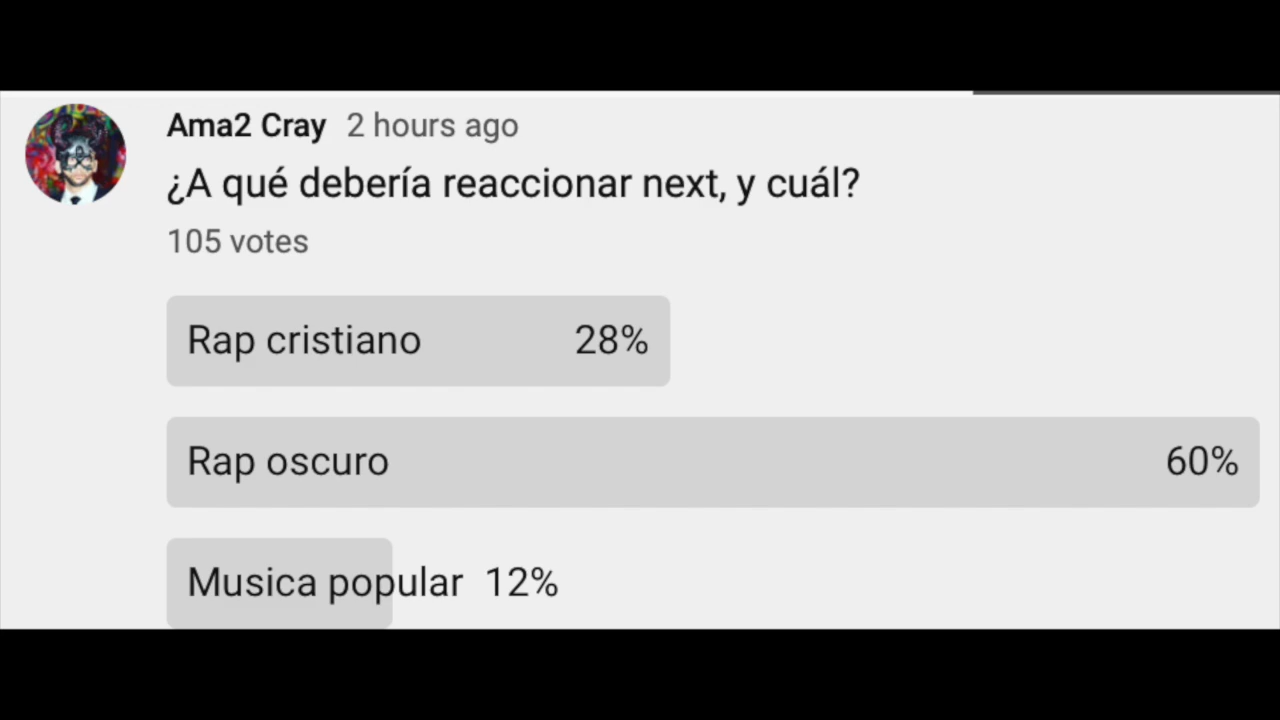 Ama2 Cray 2 hours ago
¿A qué debería reaccionar next, y cuál?
105 votes
Rap cristiano 28%
Rap oscuro 60%
Musica popular 12%